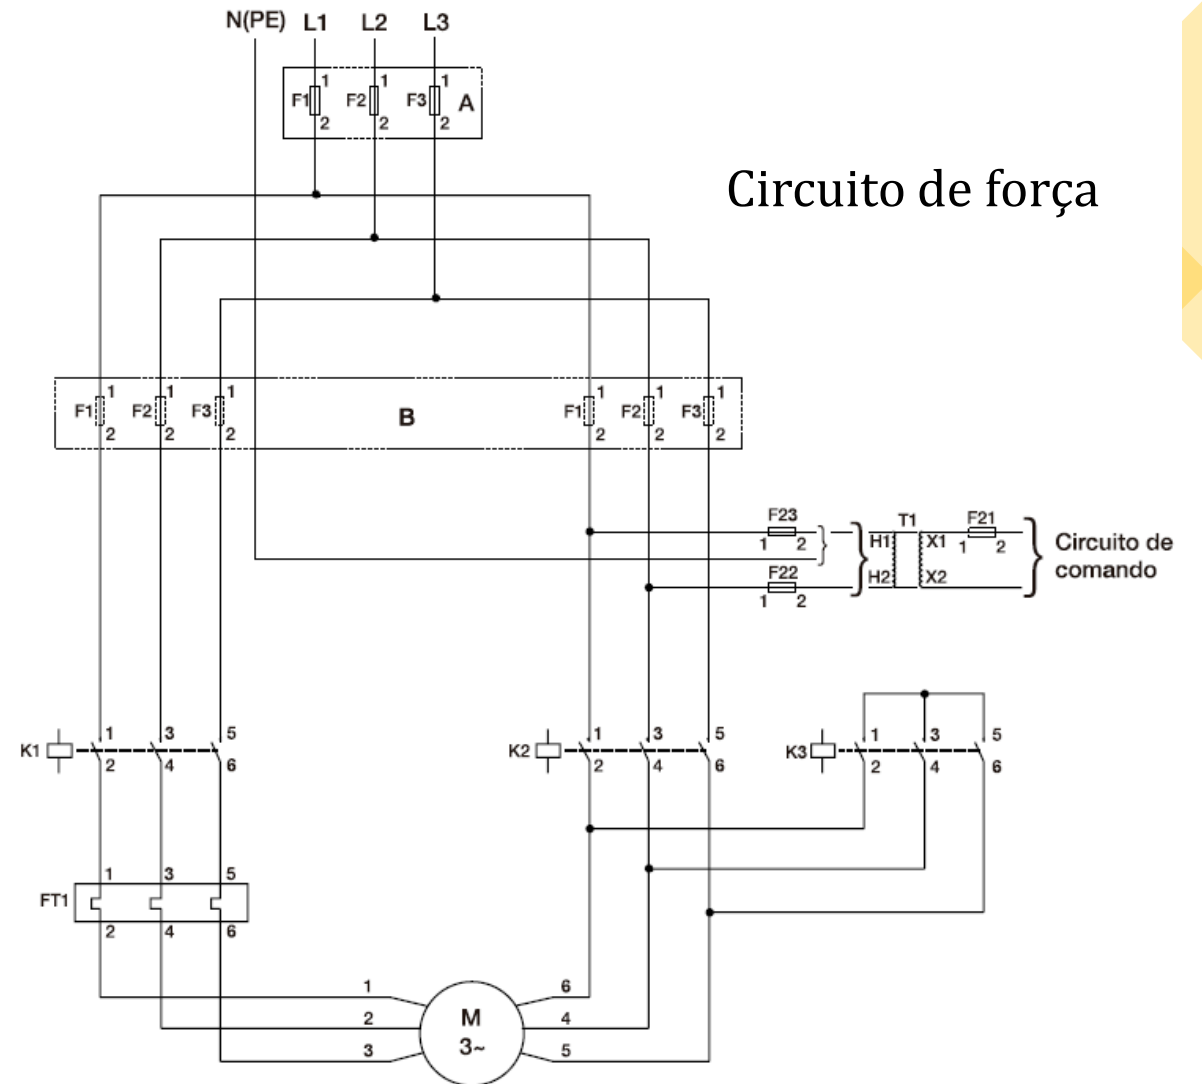 N(PE) L1 L2 L3
1 1 1
F1 F2 F3 A
2 2 2
Circuito de força
1 1 1 1 1 1
F1 F2 F3 B F1 F2 F3
2 2 2 2 2 2
F23 T1 F21
1 2 H1 X1 1 2
Circuito de
comando
F22 H2 X2
1 2
1 3 5 1 3 5 1 3 5
K1 K2 K3
2 4 6 2 4 6 2 4 6
1 3 5
FT1
2 4 6
1 6
2 M 4
3 3~ 5